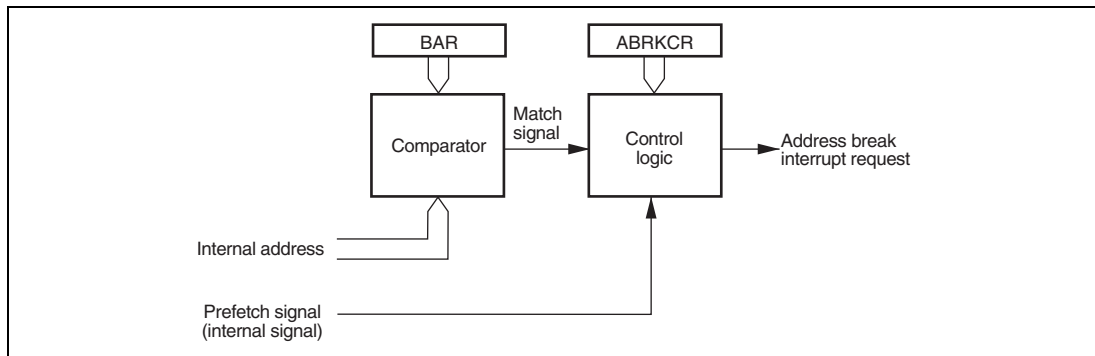 BAR
ABRKCR
Comparator
Match
signal
Control
logic
Address break
interrupt request
Internal address
Prefetch signal
(internal signal)